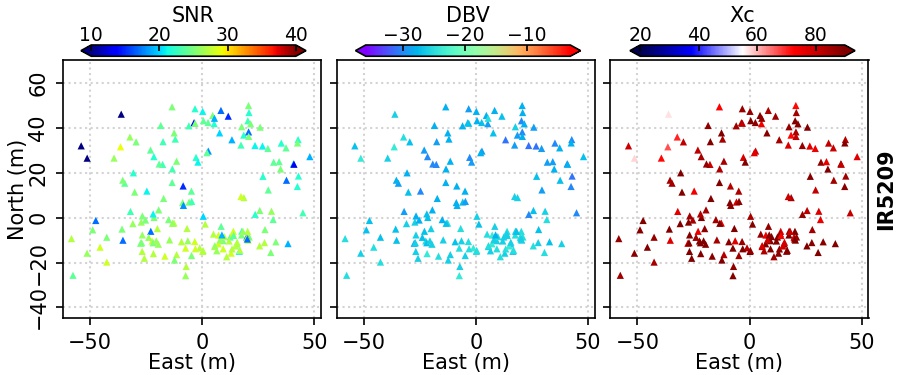 SNR DBV Xc
10 20 30 40 −30 −20 −10 20 40 60 80
North (m)
60
40
20
0
−20
−40
−50 0 50 −50 0 50 −50 0 50
East (m) East (m) East (m)
IR5209